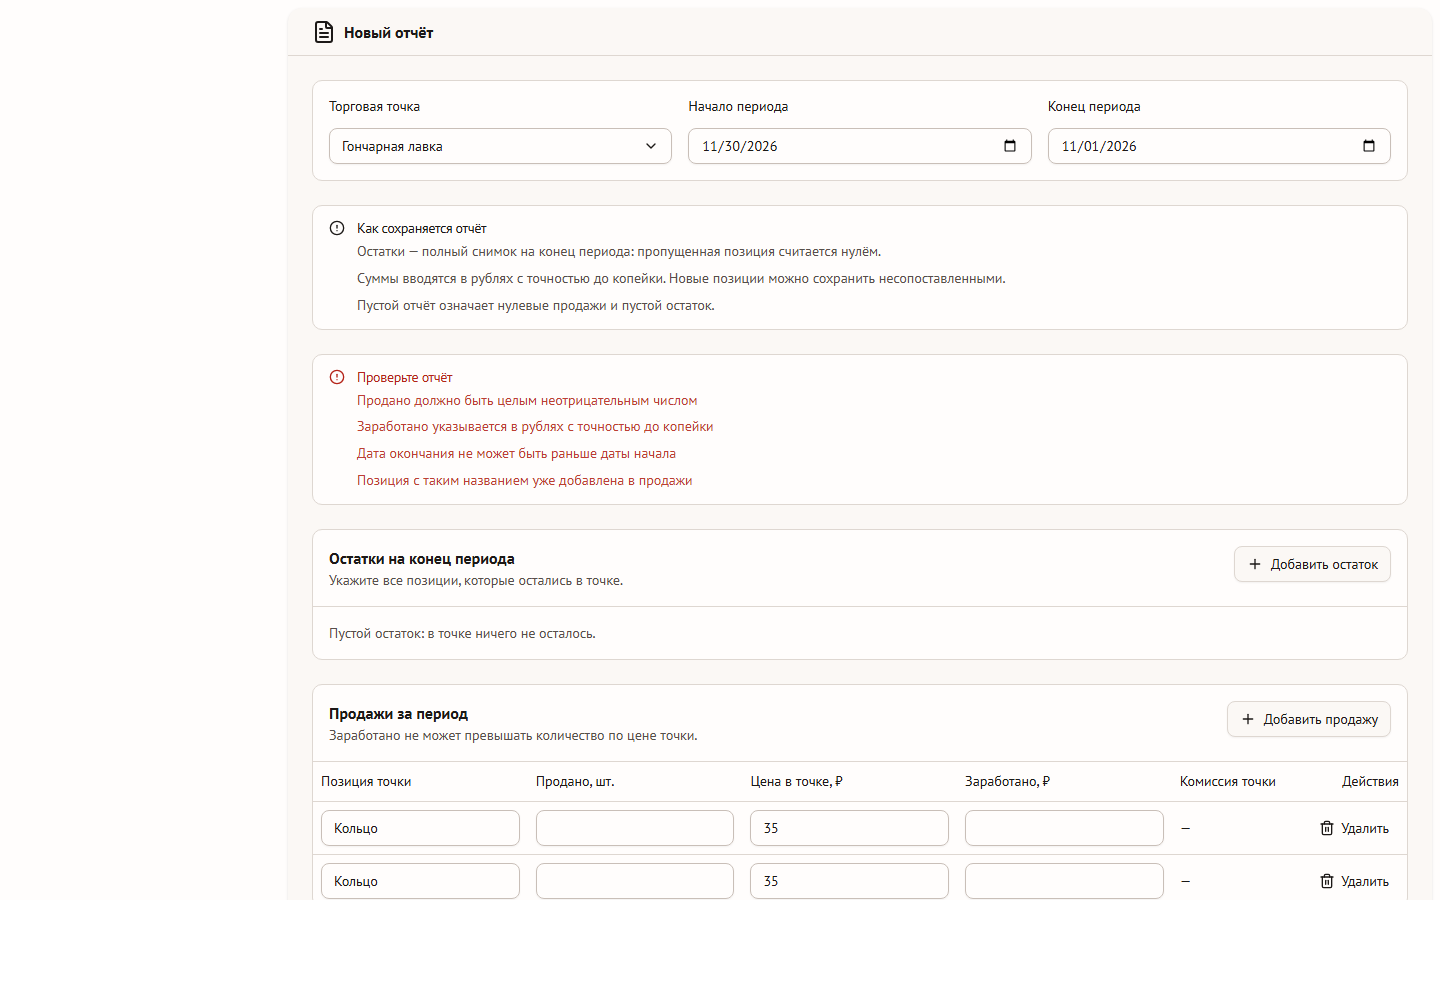 Новый отчёт
Торговая точка
Начало периода
Конец периода
Гончарная лавка
11/30/2026
11/01/2026
Как сохраняется отчёт
Остатки — полный снимок на конец периода: пропущенная позиция считается нулём.
Суммы вводятся в рублях с точностью до копейки. Новые позиции можно сохранить несопоставленными.
Пустой отчёт означает нулевые продажи и пустой остаток.
Проверьте отчёт
Продано должно быть целым неотрицательным числом
Заработано указывается в рублях с точностью до копейки
Дата окончания не может быть раньше даты начала
Позиция с таким названием уже добавлена в продажи
Остатки на конец периода
Укажите все позиции, которые остались в точке.
Добавить остаток
Пустой остаток: в точке ничего не осталось.
Продажи за период
Заработано не может превышать количество по цене точки.
Добавить продажу
Позиция точки Продано, шт. Цена в точке, ₽ Заработано, ₽ Комиссия точки Действия
Кольцо 35 — Удалить
Кольцо 35 — Удалить